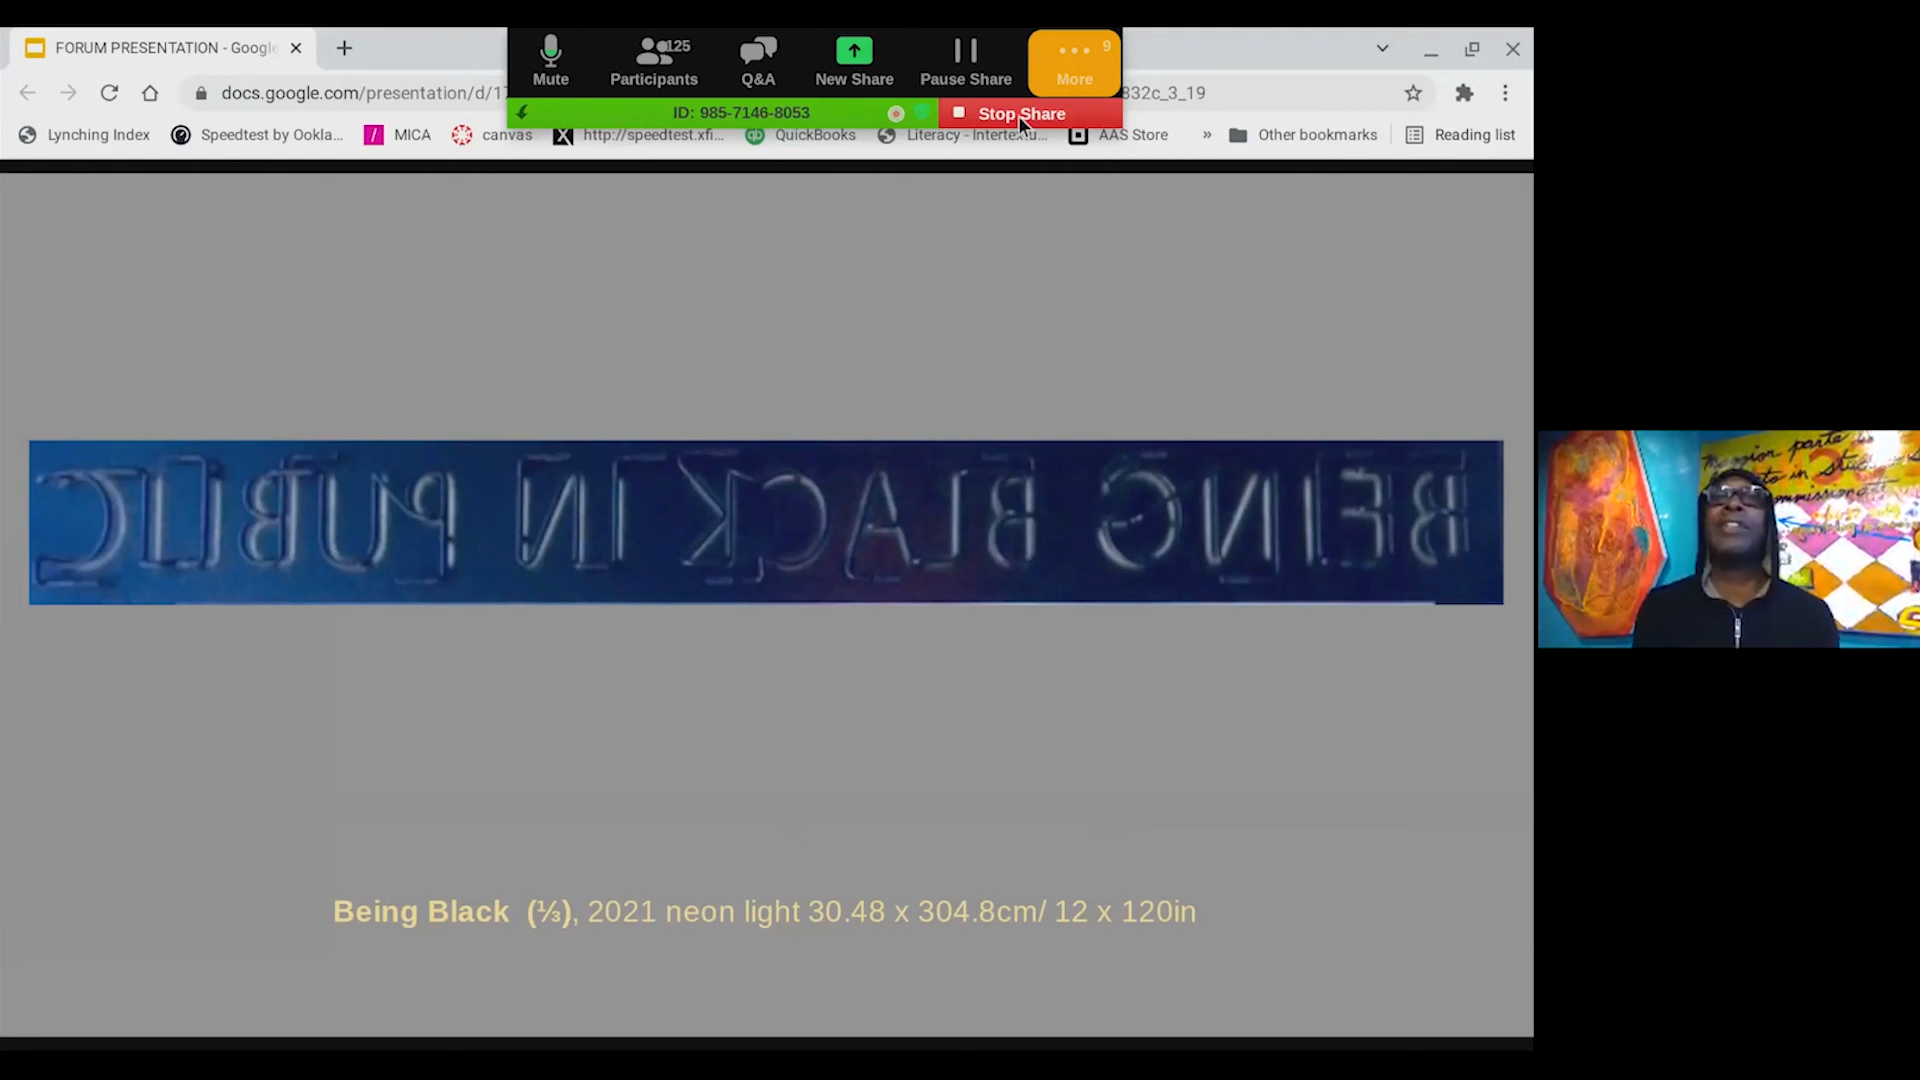 FORUM PRESENTATION - Google
Mute
Participants
125
Q&A
New Share
Pause Share
More
9
docs.google.com/presentation/d/1
832c_3_19
ID: 985-7146-8053
Stop Share
Lynching Index
Speedtest by Ookla...
MICA
canvas
http://speedtest.xfi...
QuickBooks
Literacy - Intertextu...
AAS Store
»
Other bookmarks
Reading list
BEING BLACK IN PUBLIC
Being Black (⅓), 2021 neon light 30.48 x 304.8cm/ 12 x 120in
parte
in